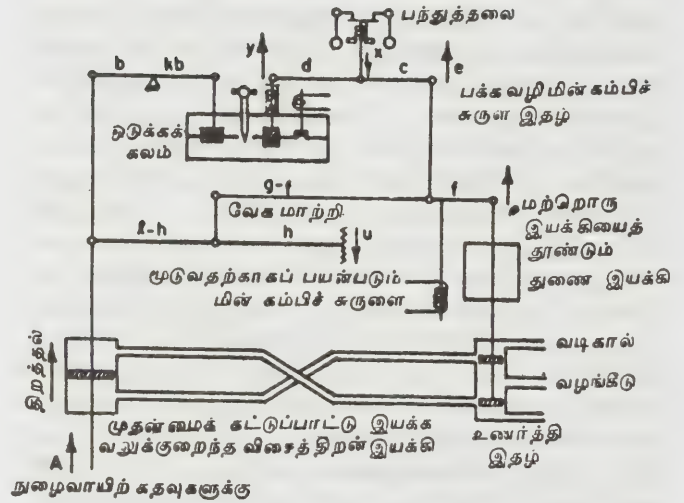 பந்துத்தலை
y
x
b kb
d
c
e
பக்கவழி மின் கம்பிச்
சுருள இதழ்
ஒடுக்கக்
கலம்
g-f
f
வேக மாற்றி
மற்றொரு
இயக்கியைத்
தூண்டும்
துணை இயக்கி
l-h
h
u
மூடுவதற்காகப் பயன்படும்
மின் கம்பிச் சுருளை
இறக்கல்
வடிகால்
வழங்கீடு
முதன்மைக் கட்டுப்பாட்டு இயக்க
வலுக்குறைந்த விசைத்திறன் இயக்கி
உணர்த்தி
இதழ்
A
நுழைவாயிற் கதவுகளுக்கு